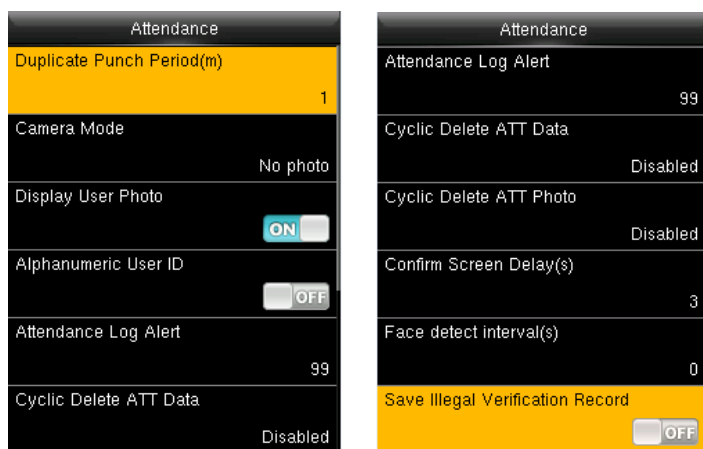 Attendance
Duplicate Punch Period(m)
1
Camera Mode
No photo
Display User Photo
ON
Alphanumeric User ID
OFF
Attendance Log Alert
99
Cyclic Delete ATT Data
Disabled
Attendance
Attendance Log Alert
99
Cyclic Delete ATT Data
Disabled
Cyclic Delete ATT Photo
Disabled
Confirm Screen Delay(s)
3
Face detect interval(s)
0
Save Illegal Verification Record
OFF